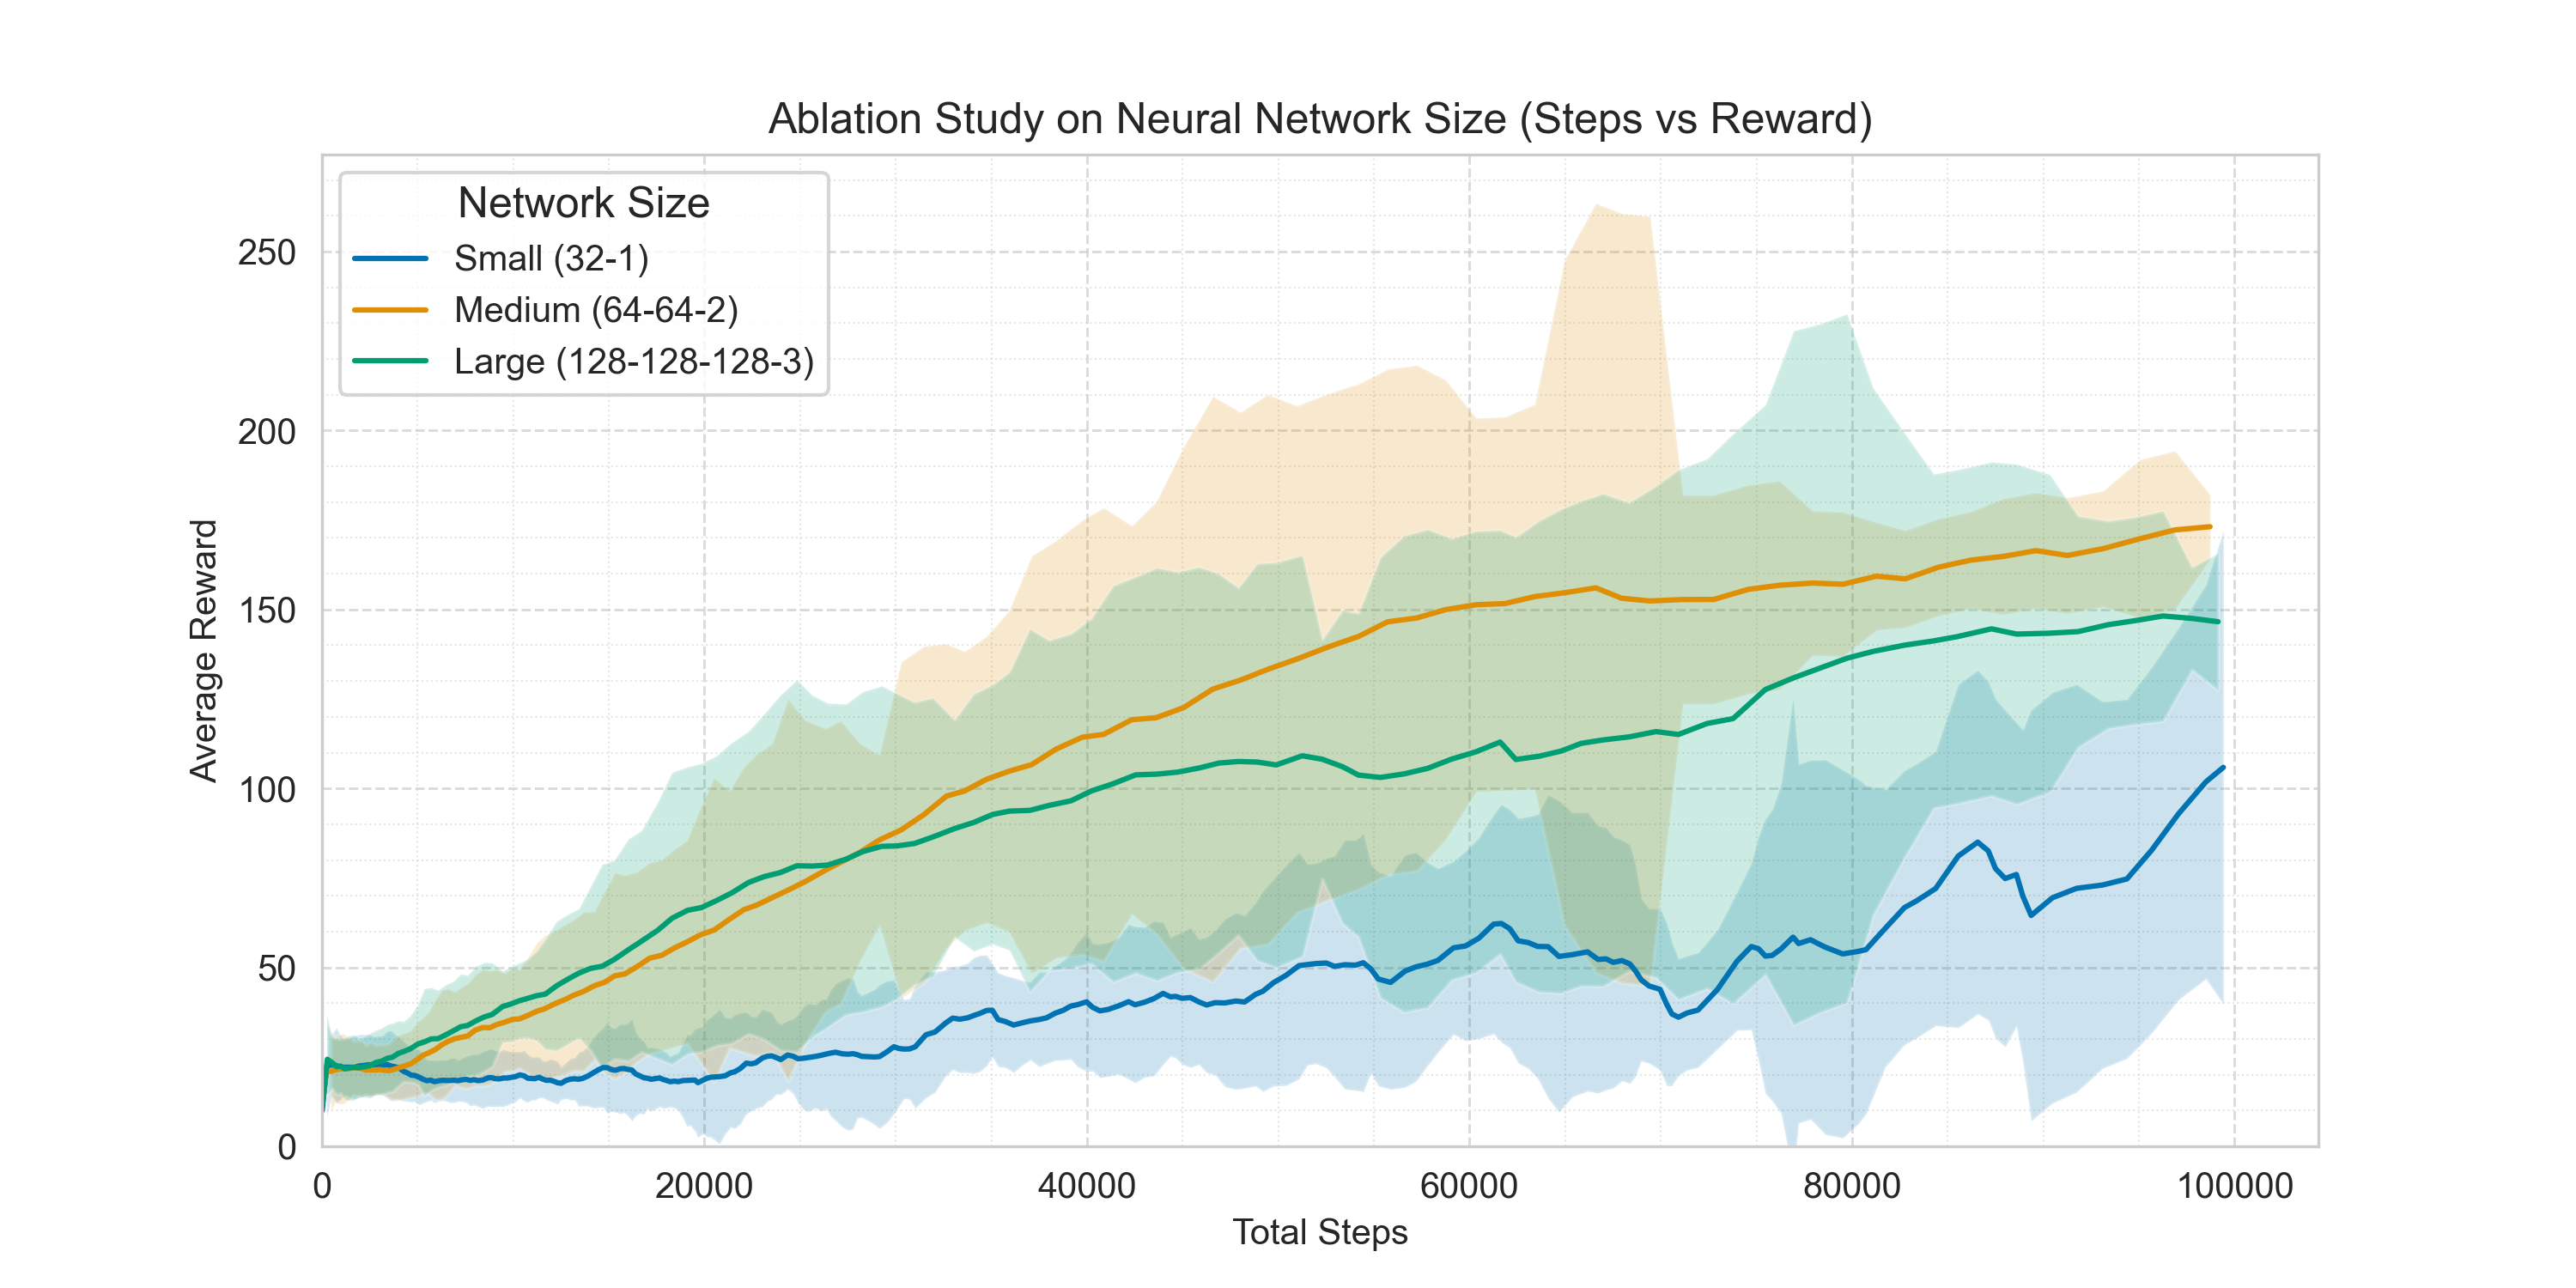 Ablation Study on Neural Network Size (Steps vs Reward)
Network Size
Small (32-1)
Medium (64-64-2)
Large (128-128-128-3)
Average Reward
250
200
150
100
50
0
0 20000 40000 60000 80000 100000
Total Steps